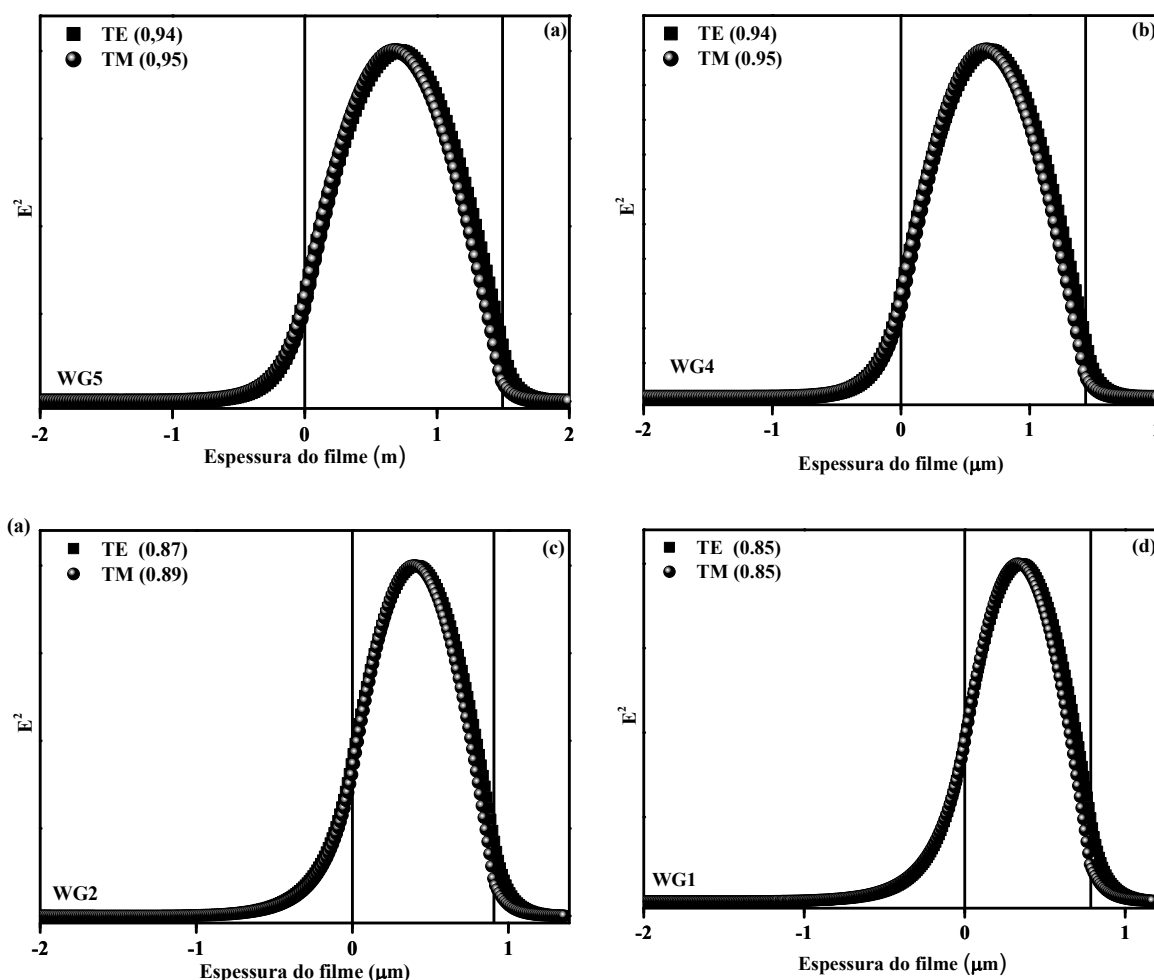 TE (0,94)
TM (0,95)
(a)
E²
WG5
-2 -1 0 1 2
Espessura do filme (m)
TE (0.94)
TM (0.95)
(b)
E²
WG4
-2 -1 0 1 2
Espessura do filme (µm)
(a)
TE (0.87)
TM (0.89)
(c)
E²
WG2
-2 -1 0 1
Espessura do filme (µm)
TE (0.85)
TM (0.85)
(d)
E²
WG1
-2 -1 0 1
Espessura do filme (µm)